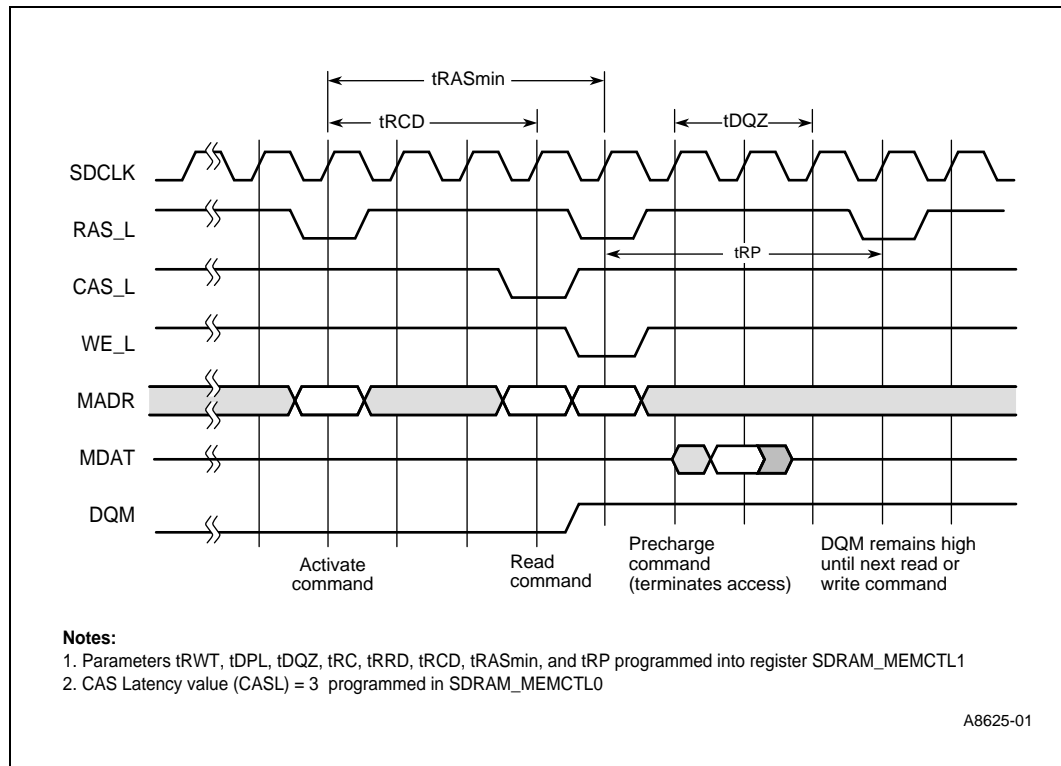 tRASmin
tRCD
tDQZ
SDCLK
RAS_L
tRP
CAS_L
WE_L
MADR
MDAT
DQM
Activate
command
Read
command
Precharge
command
(terminates access)
DQM remains high
until next read or
write command
Notes:
1. Parameters tRWT, tDPL, tDQZ, tRC, tRRD, tRCD, tRASmin, and tRP programmed into register SDRAM_MEMCTL1
2. CAS Latency value (CASL) = 3 programmed in SDRAM_MEMCTL0
A8625-01